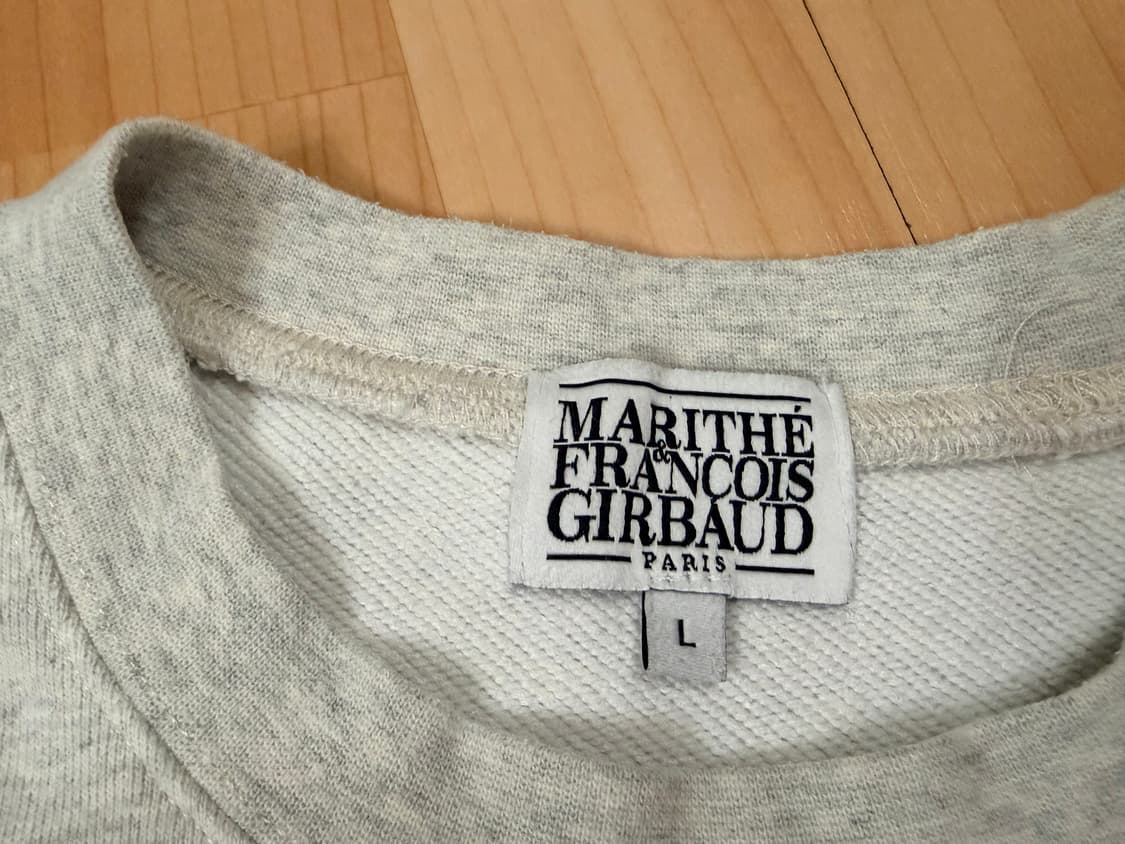 MARITHÉ
&
FRANÇOIS
GIRBAUD
PARIS
L